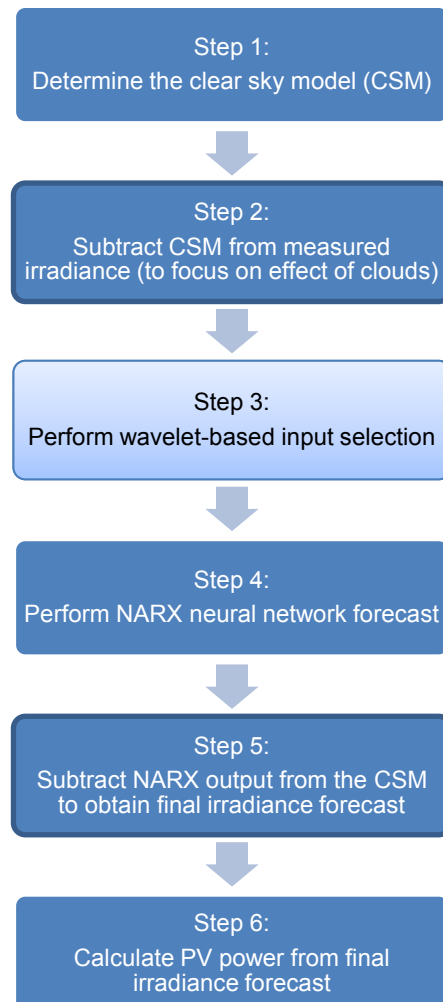 Step 1:
Determine the clear sky model (CSM)
Step 2:
Subtract CSM from measured
irradiance (to focus on effect of clouds)
Step 3:
Perform wavelet-based input selection
Step 4:
Perform NARX neural network forecast
Step 5:
Subtract NARX output from the CSM
to obtain final irradiance forecast
Step 6:
Calculate PV power from final
irradiance forecast